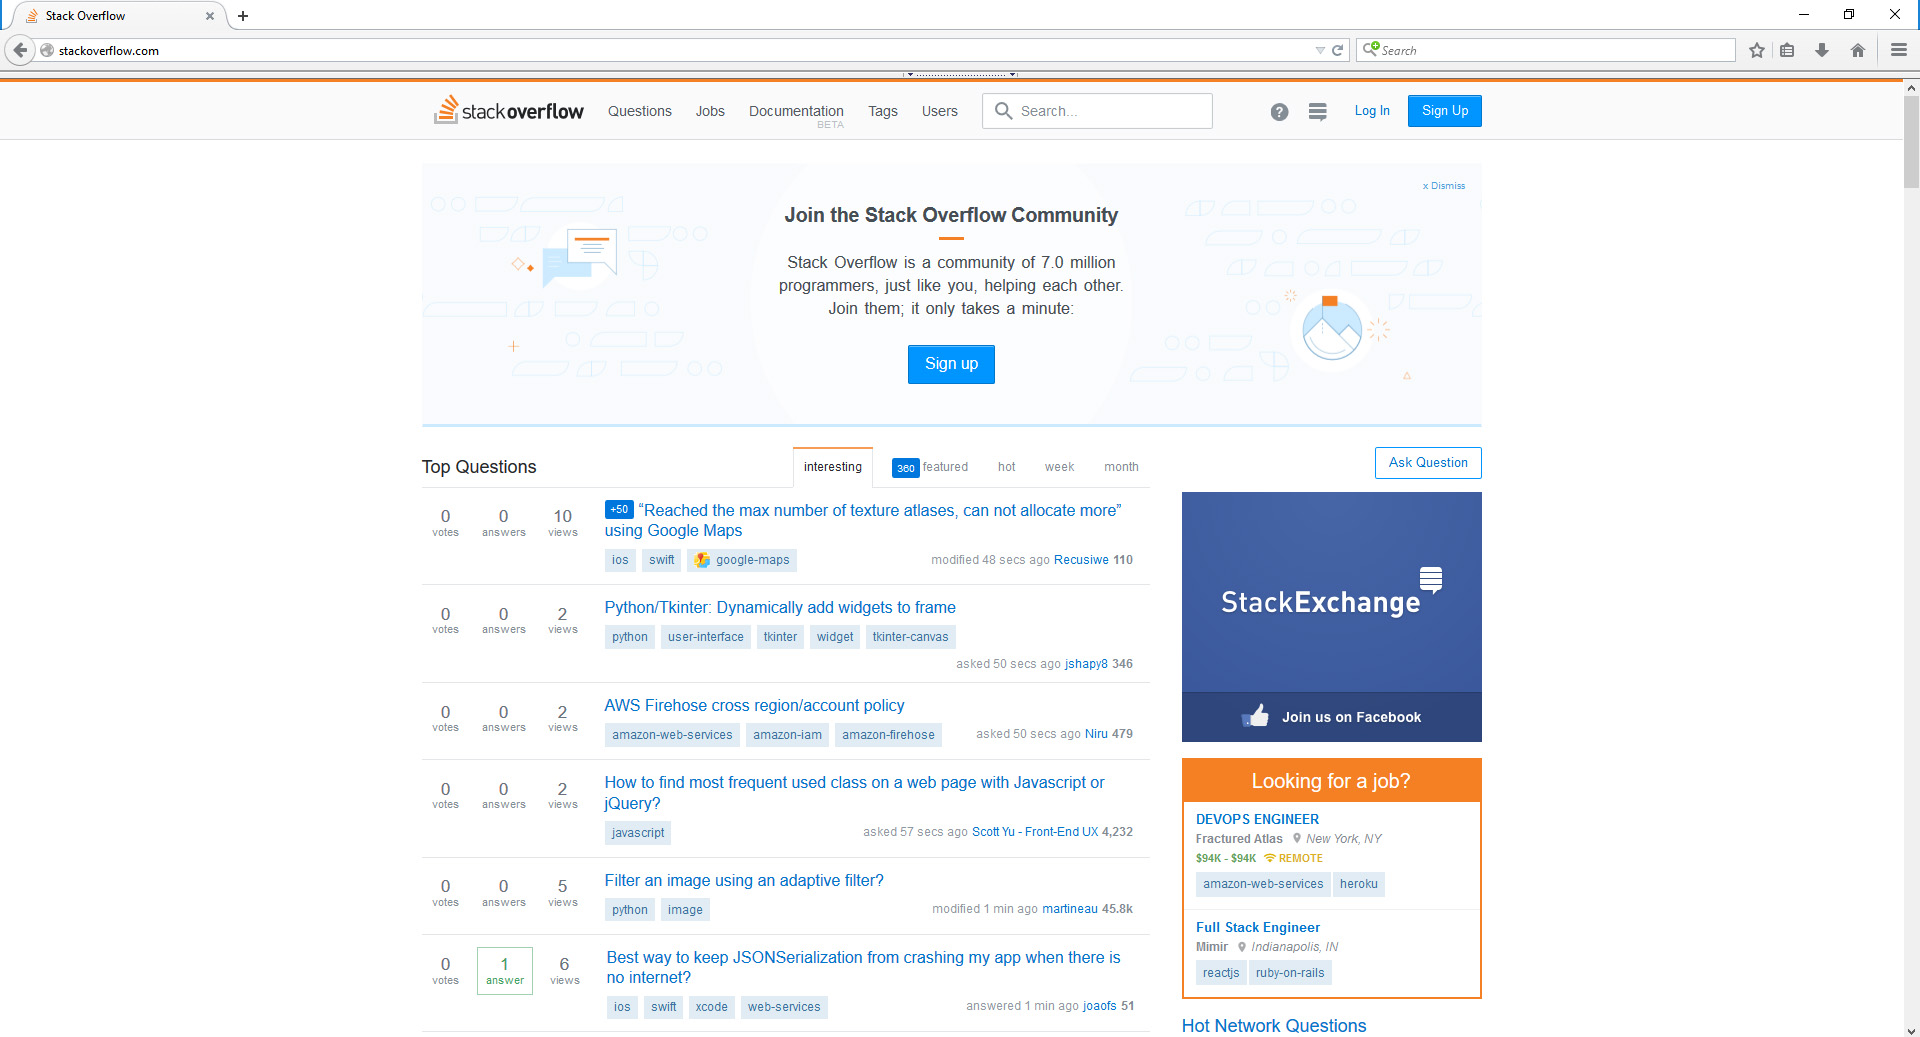 Stack Overflow
stackoverflow.com
Search
stackoverflow
Questions
Jobs
Documentation
BETA
Tags
Users
Search...
?
Log In
Sign Up
x Dismiss
Join the Stack Overflow Community
Stack Overflow is a community of 7.0 million
programmers, just like you, helping each other.
Join them; it only takes a minute:
Sign up
Top Questions
interesting
360 featured
hot
week
month
Ask Question
0 votes
0 answers
10 views
+50 “Reached the max number of texture atlases, can not allocate more”
using Google Maps
ios swift google-maps
modified 48 secs ago Recusiwe 110
0 votes
0 answers
2 views
Python/Tkinter: Dynamically add widgets to frame
python user-interface tkinter widget tkinter-canvas
asked 50 secs ago jshapy8 346
0 votes
0 answers
2 views
AWS Firehose cross region/account policy
amazon-web-services amazon-iam amazon-firehose
asked 50 secs ago Niru 479
0 votes
0 answers
2 views
How to find most frequent used class on a web page with Javascript or
jQuery?
javascript
asked 57 secs ago Scott Yu - Front-End UX 4,232
0 votes
0 answers
5 views
Filter an image using an adaptive filter?
python image
modified 1 min ago martineau 45.8k
0 votes
1 answer
6 views
Best way to keep JSONSerialization from crashing my app when there is
no internet?
ios swift xcode web-services
answered 1 min ago joaofs 51
StackExchange
Join us on Facebook
Looking for a job?
DEVOPS ENGINEER
Fractured Atlas New York, NY
$94K - $94K REMOTE
amazon-web-services heroku
Full Stack Engineer
Mimir Indianapolis, IN
reactjs ruby-on-rails
Hot Network Questions